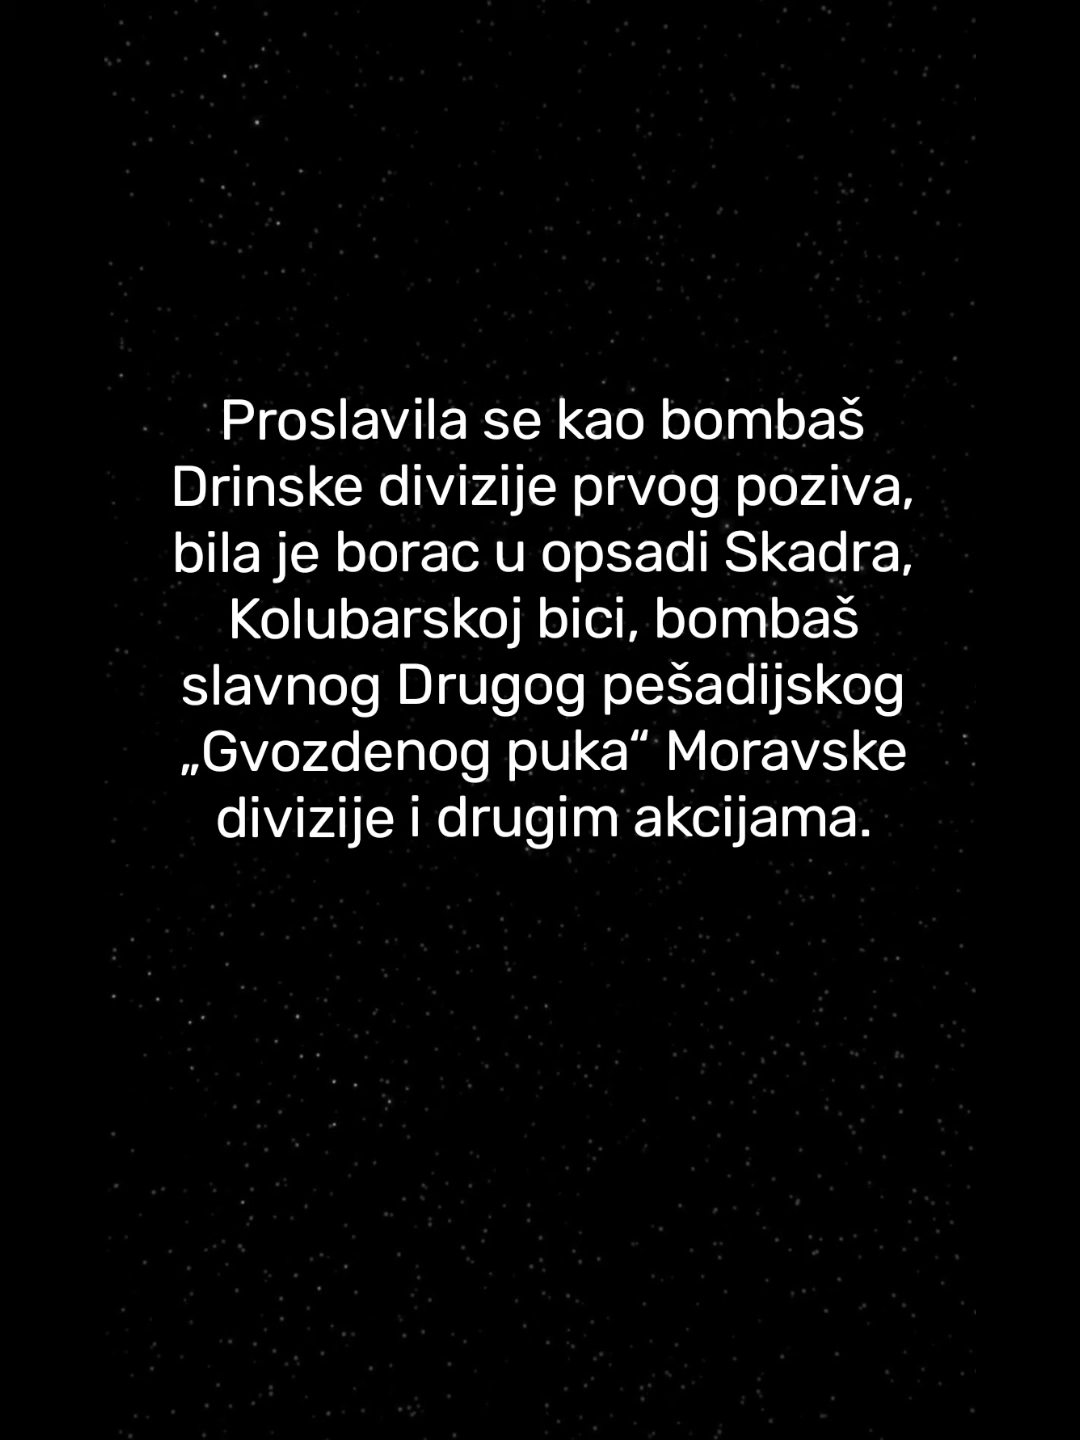 Proslavila se kao bombaš
Drinske divizije prvog poziva,
bila je borac u opsadi Skadra,
Kolubarskoj bici, bombaš
slavnog Drugog pešadijskog
„Gvozdenog puka“ Moravske
divizije i drugim akcijama.